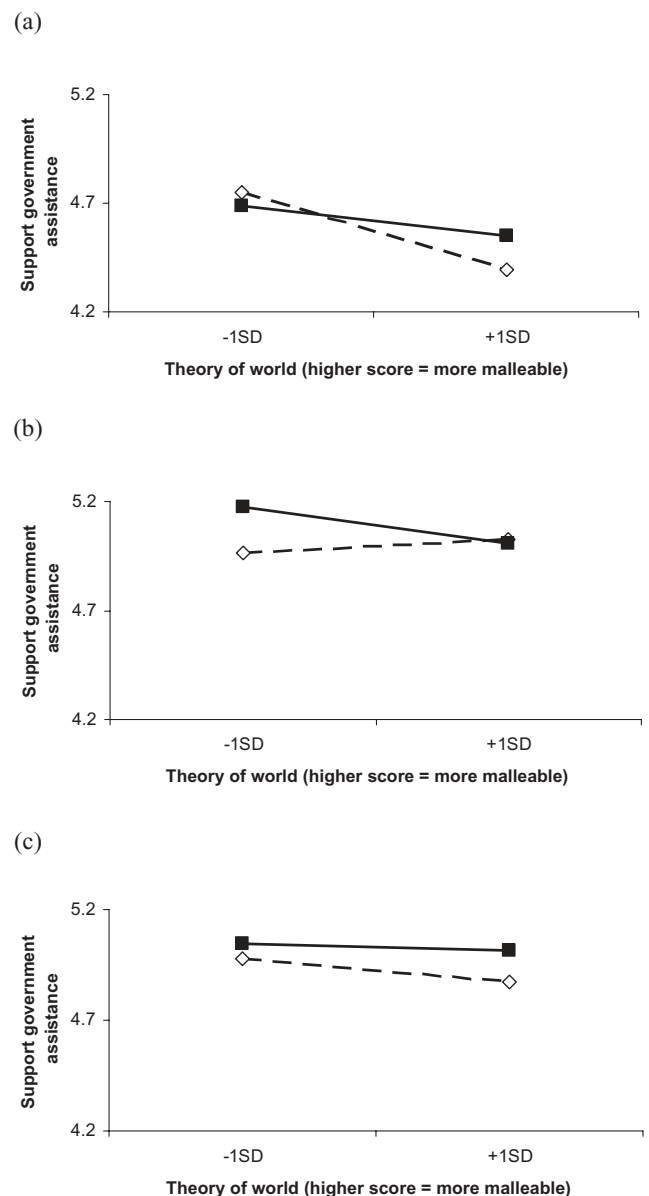 (a)
5.2
4.7
4.2
Support government
assistance
-1SD
+1SD
Theory of world (higher score = more malleable)
(b)
5.2
4.7
4.2
Support government
assistance
-1SD
+1SD
Theory of world (higher score = more malleable)
(c)
5.2
4.7
4.2
Support government
assistance
-1SD
+1SD
Theory of world (higher score = more malleable)